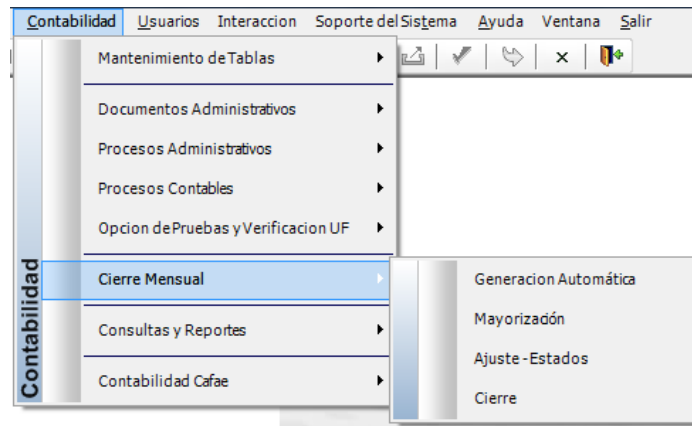 Contabilidad Usuarios Interaccion Soporte del Sistema Ayuda Ventana Salir
Mantenimiento de Tablas
Documentos Administrativos
Procesos Administrativos
Procesos Contables
Opcion de Pruebas y Verificacion UF
Cierre Mensual
Generacion Automática
Mayorización
Ajuste - Estados
Cierre
Consultas y Reportes
Contabilidad Cafae
Contabilidad